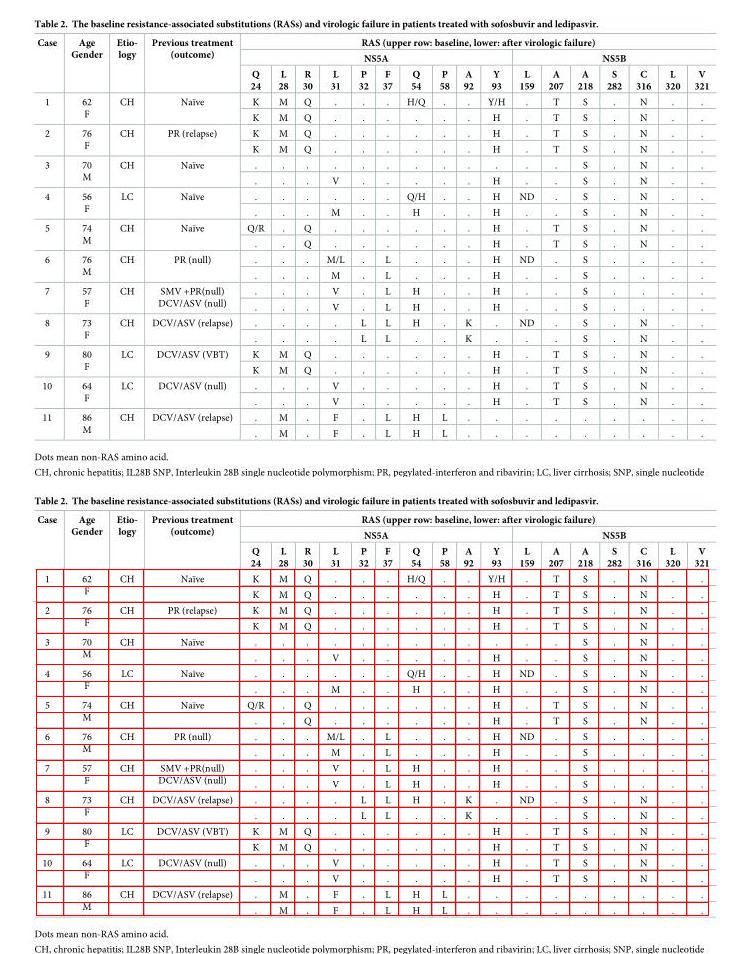 Table 2. The baseline resistance-associated substitutions (RASs) and virologic failure in patients treated with sofosbuvir and ledipasvir.
Case Age Etio- Previous treatment RAS (upper row: baseline, lower: after virologic failure)
Gender logy (outcome) NS5A NS5B
Q L R L P F Q P A Y L A A S C L V
24 28 30 31 32 37 54 58 92 93 159 207 218 282 316 320 321
1 62 CH Naïve K M Q . . . H/Q . . Y/H . T S . N . .
F K M Q . . . . . . H . T S . N . .
2 76 CH PR (relapse) K M Q . . . . . . H . T S . N . .
F K M Q . . . . . . H . T S . N . .
3 70 CH Naïve . . . . . . . . . . . . S . N . .
M . . . V . . . . . H . . S . N . .
4 56 LC Naïve . . . . . . Q/H . . H ND . S . N . .
F . . . M . . H . . H . . S . N . .
5 74 CH Naïve Q/R . Q . . . . . . H . T S . N . .
M . . Q . . . . . . H . T S . N . .
6 76 CH PR (null) . . . M/L . L . . . H ND . S . . . .
M . . . M . L . . . H . . S . . . .
7 57 CH SMV +PR(null) . . . V . L H . . H . . S . . . .
F DCV/ASV (null) . . . V . L H . . H . . S . . . .
8 73 CH DCV/ASV (relapse) . . . . L L H . K . ND . S . N . .
F . . . . L L . . K . . . S . N . .
9 80 LC DCV/ASV (VBT) K M Q . . . . . . H . T S . N . .
F K M Q . . . . . . H . T S . N . .
10 64 LC DCV/ASV (null) . . . V . . . . . H . T S . N . .
F . . . V . . . . . H . T S . N . .
11 86 CH DCV/ASV (relapse) . M . F . L H L . . . . . . . . .
M . M . F . L H L . . . . . . . . .
Dots mean non-RAS amino acid.
CH, chronic hepatitis; IL28B SNP, Interleukin 28B single nucleotide polymorphism; PR, pegylated-interferon and ribavirin; LC, liver cirrhosis; SNP, single nucleotide
Table 2. The baseline resistance-associated substitutions (RASs) and virologic failure in patients treated with sofosbuvir and ledipasvir.
Case Age Etio- Previous treatment RAS (upper row: baseline, lower: after virologic failure)
Gender logy (outcome) NS5A NS5B
Q L R L P F Q P A Y L A A S C L V
24 28 30 31 32 37 54 58 92 93 159 207 218 282 316 320 321
1 62 CH Naïve K M Q . . . H/Q . . Y/H . T S . N . .
F K M Q . . . . . . H . T S . N . .
2 76 CH PR (relapse) K M Q . . . . . . H . T S . N . .
F K M Q . . . . . . H . T S . N . .
3 70 CH Naïve . . . . . . . . . . . . S . N . .
M . . . V . . . . . H . . S . N . .
4 56 LC Naïve . . . . . . Q/H . . H ND . S . N . .
F . . . M . . H . . H . . S . N . .
5 74 CH Naïve Q/R . Q . . . . . . H . T S . N . .
M . . Q . . . . . . H . T S . N . .
6 76 CH PR (null) . . . M/L . L . . . H ND . S . . . .
M . . . M . L . . . H . . S . . . .
7 57 CH SMV +PR(null) . . . V . L H . . H . . S . . . .
F DCV/ASV (null) . . . V . L H . . H . . S . . . .
8 73 CH DCV/ASV (relapse) . . . . L L H . K . ND . S . N . .
F . . . . L L . . K . . . S . N . .
9 80 LC DCV/ASV (VBT) K M Q . . . . . . H . T S . N . .
F K M Q . . . . . . H . T S . N . .
10 64 LC DCV/ASV (null) . . . V . . . . . H . T S . N . .
F . . . V . . . . . H . T S . N . .
11 86 CH DCV/ASV (relapse) . M . F . L H L . . . . . . . . .
M . M . F . L H L . . . . . . . . .
Dots mean non-RAS amino acid.
CH, chronic hepatitis; IL28B SNP, Interleukin 28B single nucleotide polymorphism; PR, pegylated-interferon and ribavirin; LC, liver cirrhosis; SNP, single nucleotide